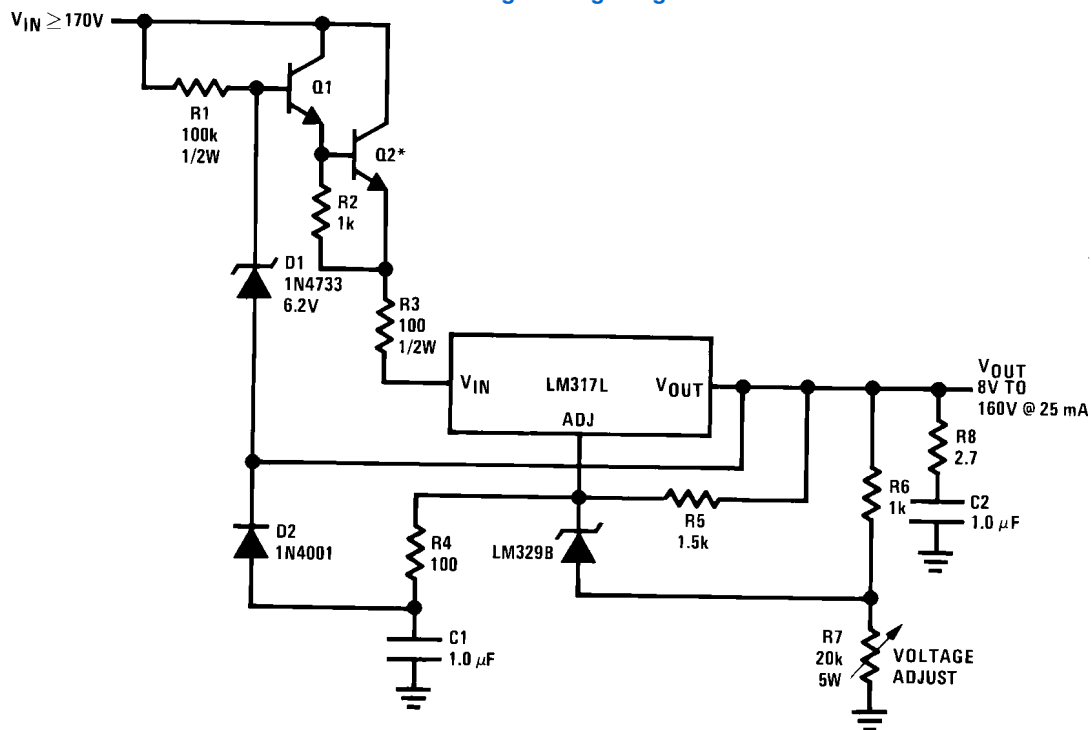 VIN ≥ 170V
R1
100k
1/2W
Q1
Q2*
R2
1k
D1
1N4733
6.2V
R3
100
1/2W
VIN
LM317L
VOUT
ADJ
VOUT
8V TO
160V @ 25 mA
R8
2.7
C2
1.0 μF
R6
1k
R5
1.5k
D2
1N4001
R4
100
LM329B
C1
1.0 μF
R7
20k
5W
VOLTAGE
ADJUST